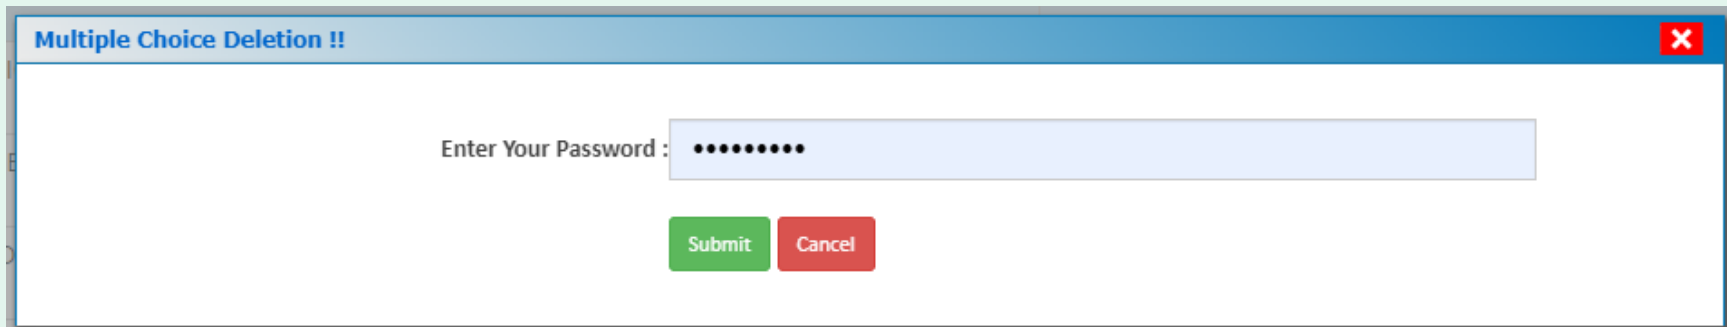 Multiple Choice Deletion !!
Enter Your Password : •••••••••
Submit Cancel